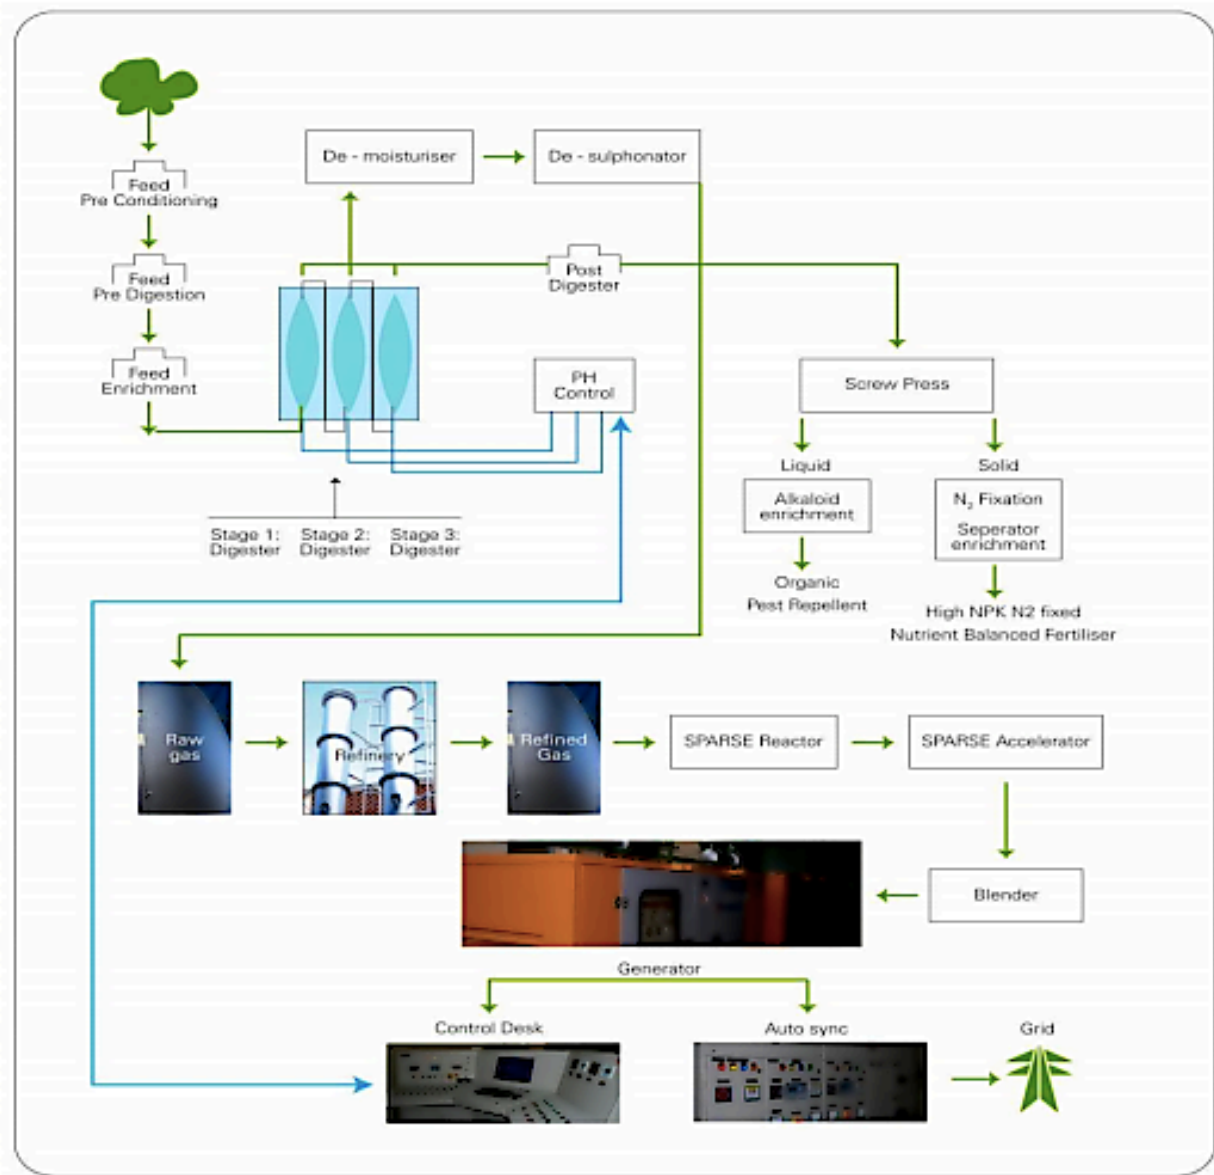 De - moisturiser
De - sulphonator
Feed
Pre Conditioning
Feed
Pre Digestion
Feed
Enrichment
Post
Digester
PH
Control
Screw Press
Liquid
Solid
Alkaloid
enrichment
N₂ Fixation
Seperator
enrichment
Organic
Pest Repellent
High NPK N2 fixed
Nutrient Balanced Fertiliser
Stage 1:
Digester
Stage 2:
Digester
Stage 3:
Digester
Raw
gas
Refinery
Refined
Gas
SPARSE Reactor
SPARSE Accelerator
Blender
Generator
Control Desk
Auto sync
Grid